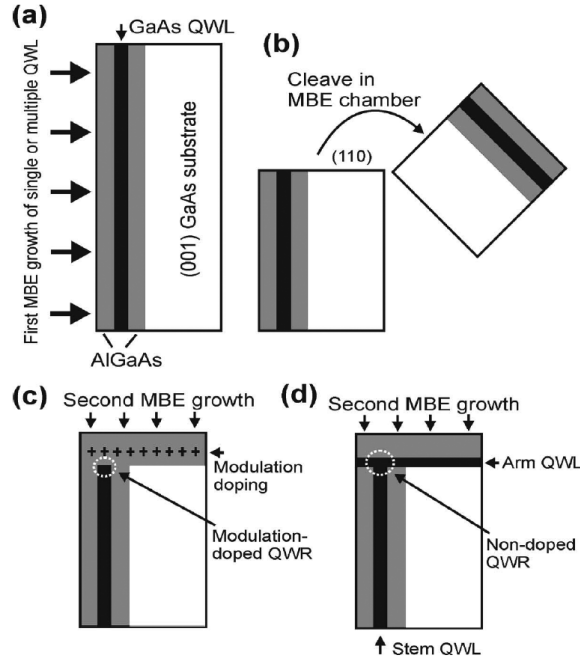 (a)
GaAs QWL
First MBE growth of single or multiple QWL
(001) GaAs substrate
AlGaAs
(b)
Cleave in
MBE chamber
(110)
(c)
Second MBE growth
+ + + + + + + + +
Modulation
doping
Modulation-
doped QWR
(d)
Second MBE growth
Arm QWL
Non-doped
QWR
Stem QWL